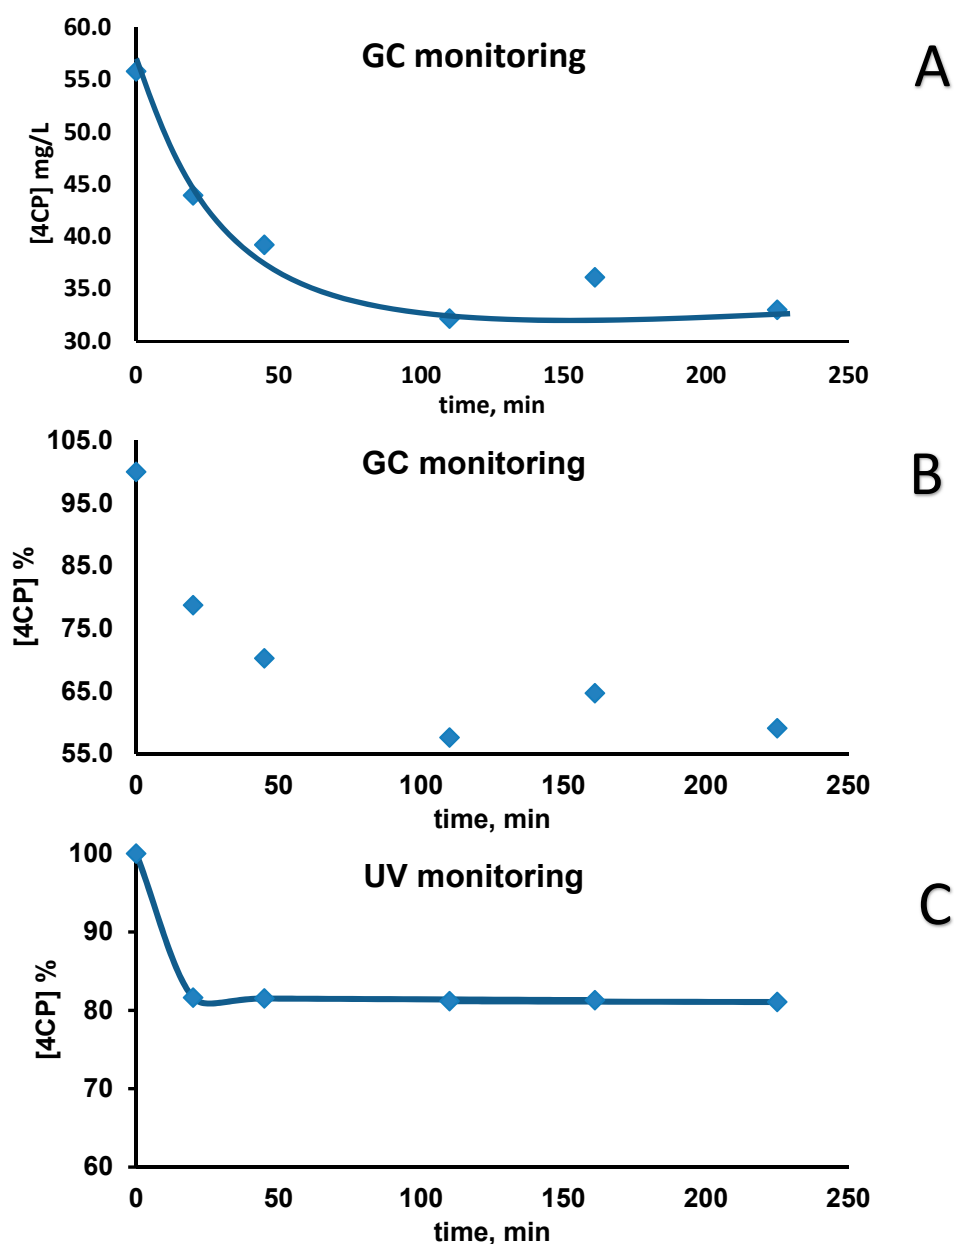 GC monitoring
A
[4CP] mg/L
60.0
55.0
50.0
45.0
40.0
35.0
30.0
0 50 100 150 200 250
time, min
GC monitoring
B
[4CP] %
105.0
95.0
85.0
75.0
65.0
55.0
0 50 100 150 200 250
time, min
UV monitoring
C
[4CP] %
100
90
80
70
60
0 50 100 150 200 250
time, min